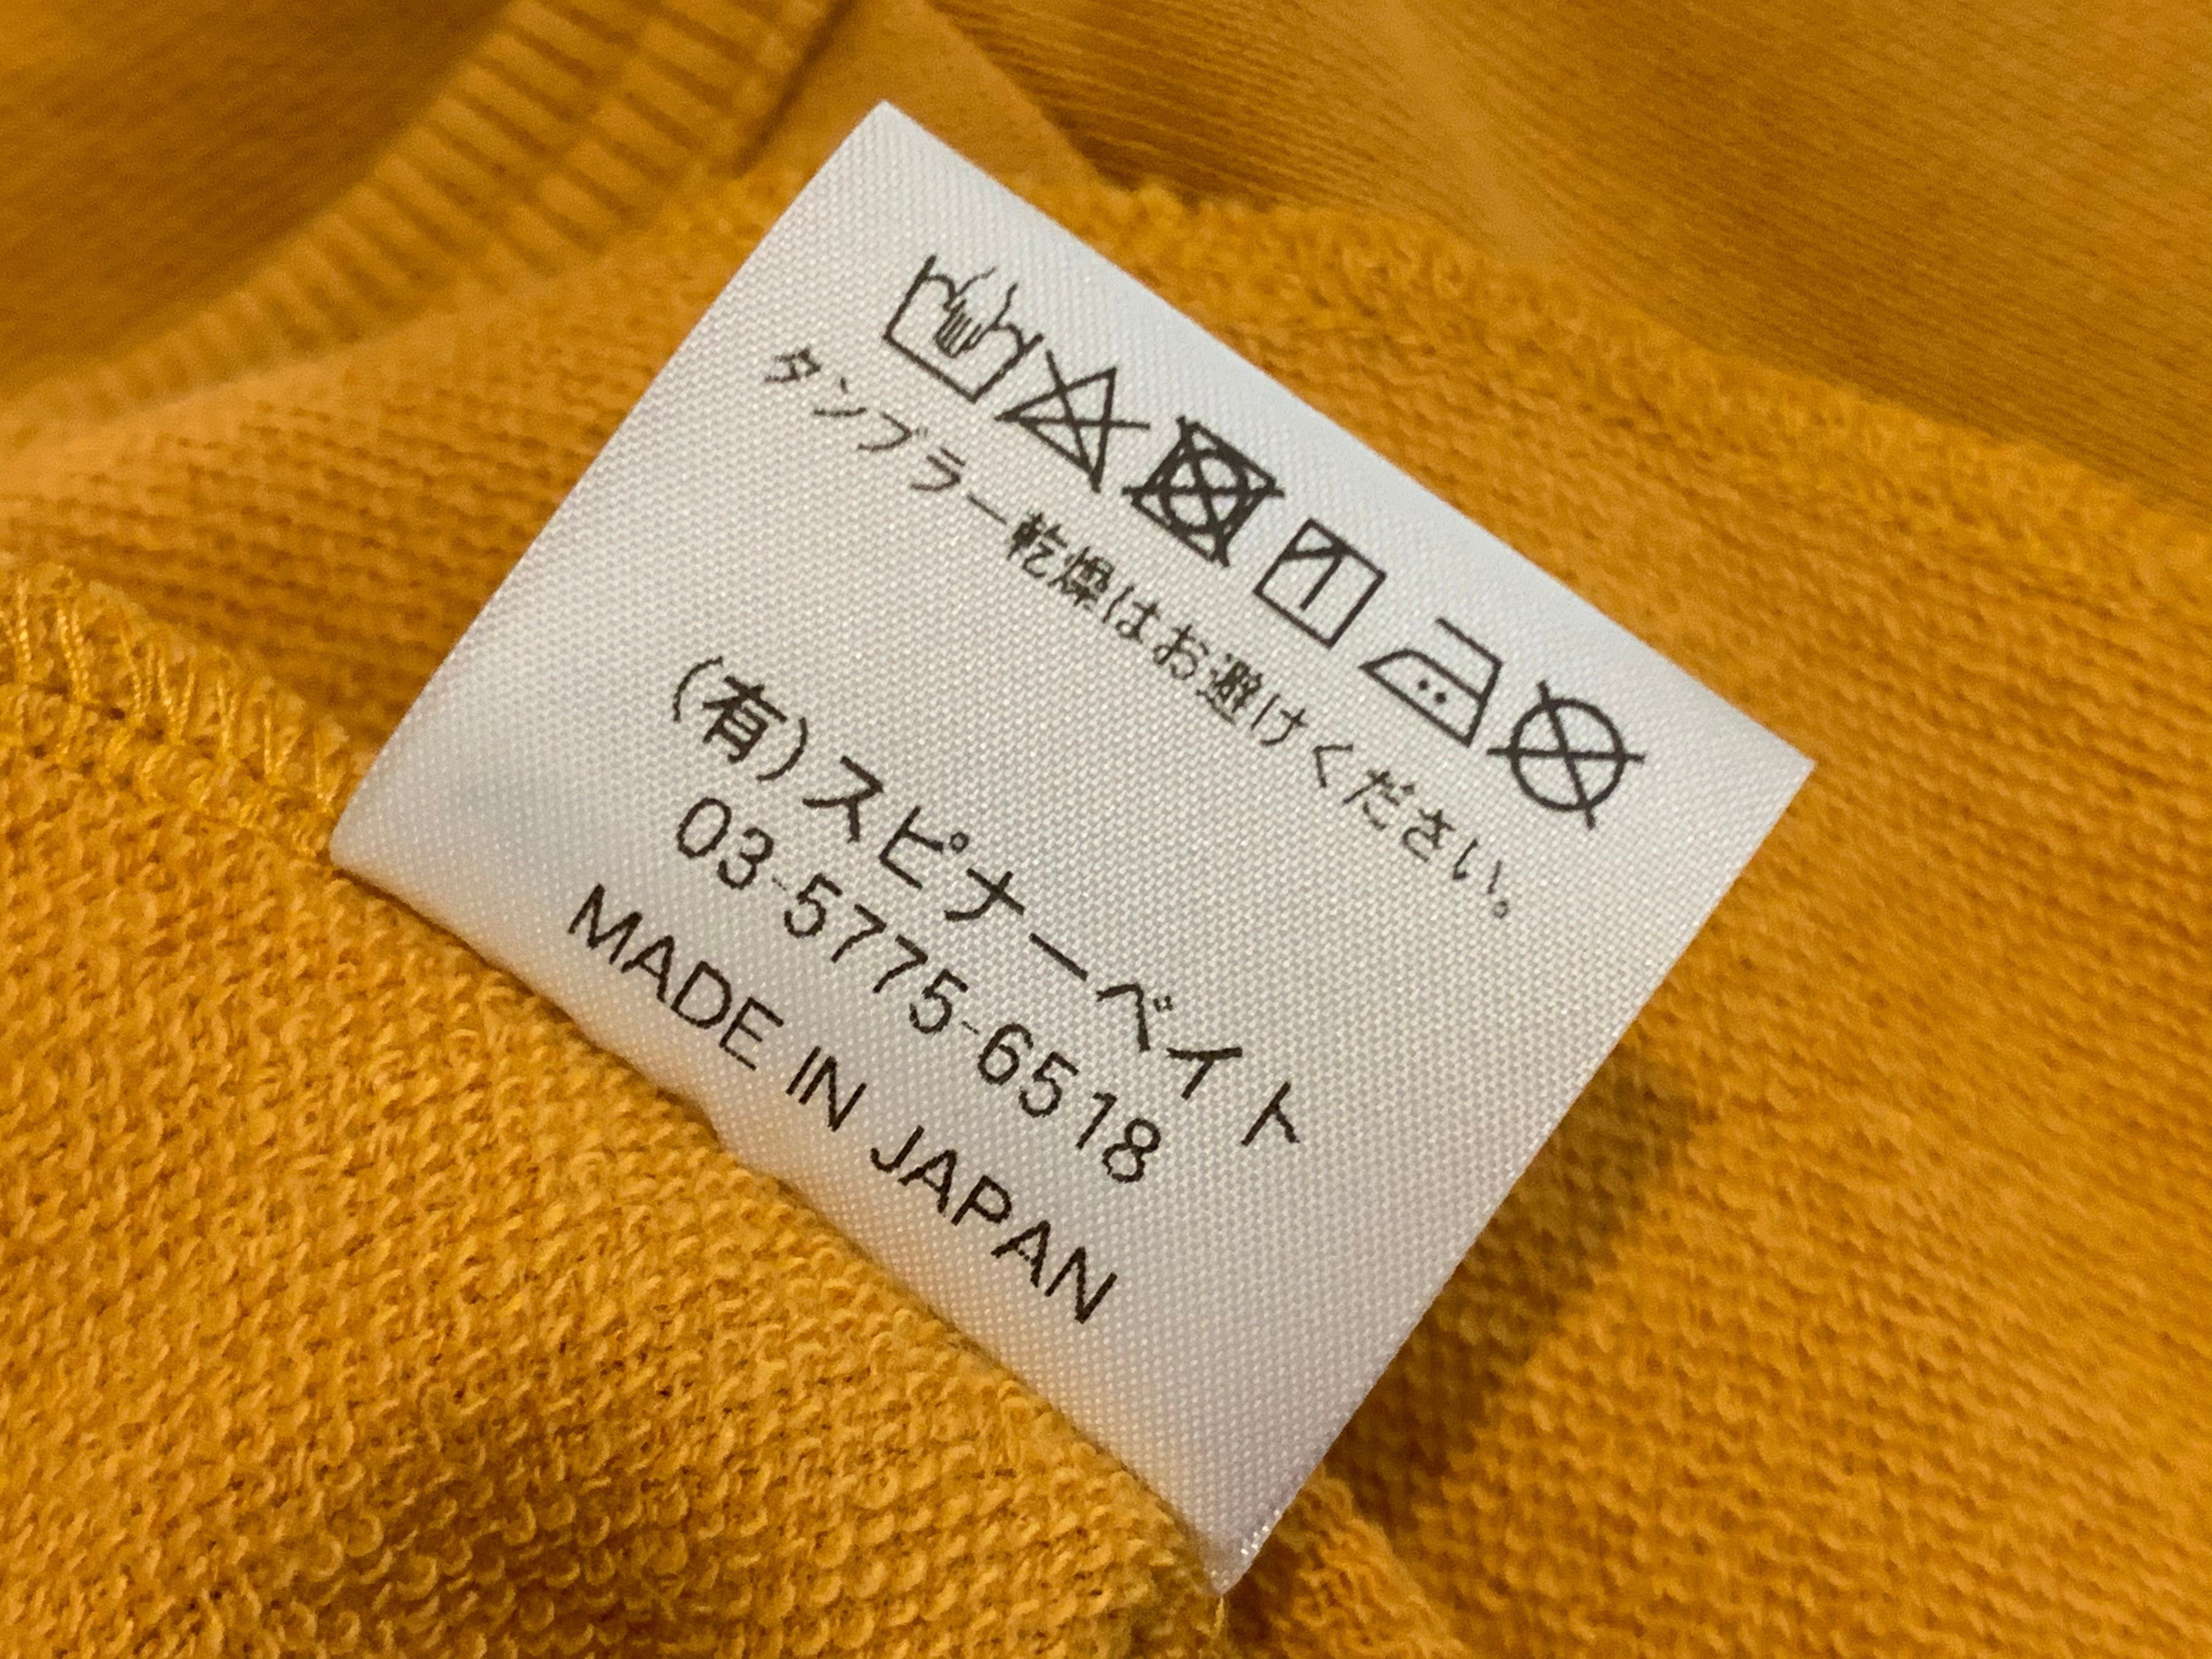 タンブラー乾燥はお避けください。
(有)スピナーベイト
03-5775-6518
MADE IN JAPAN